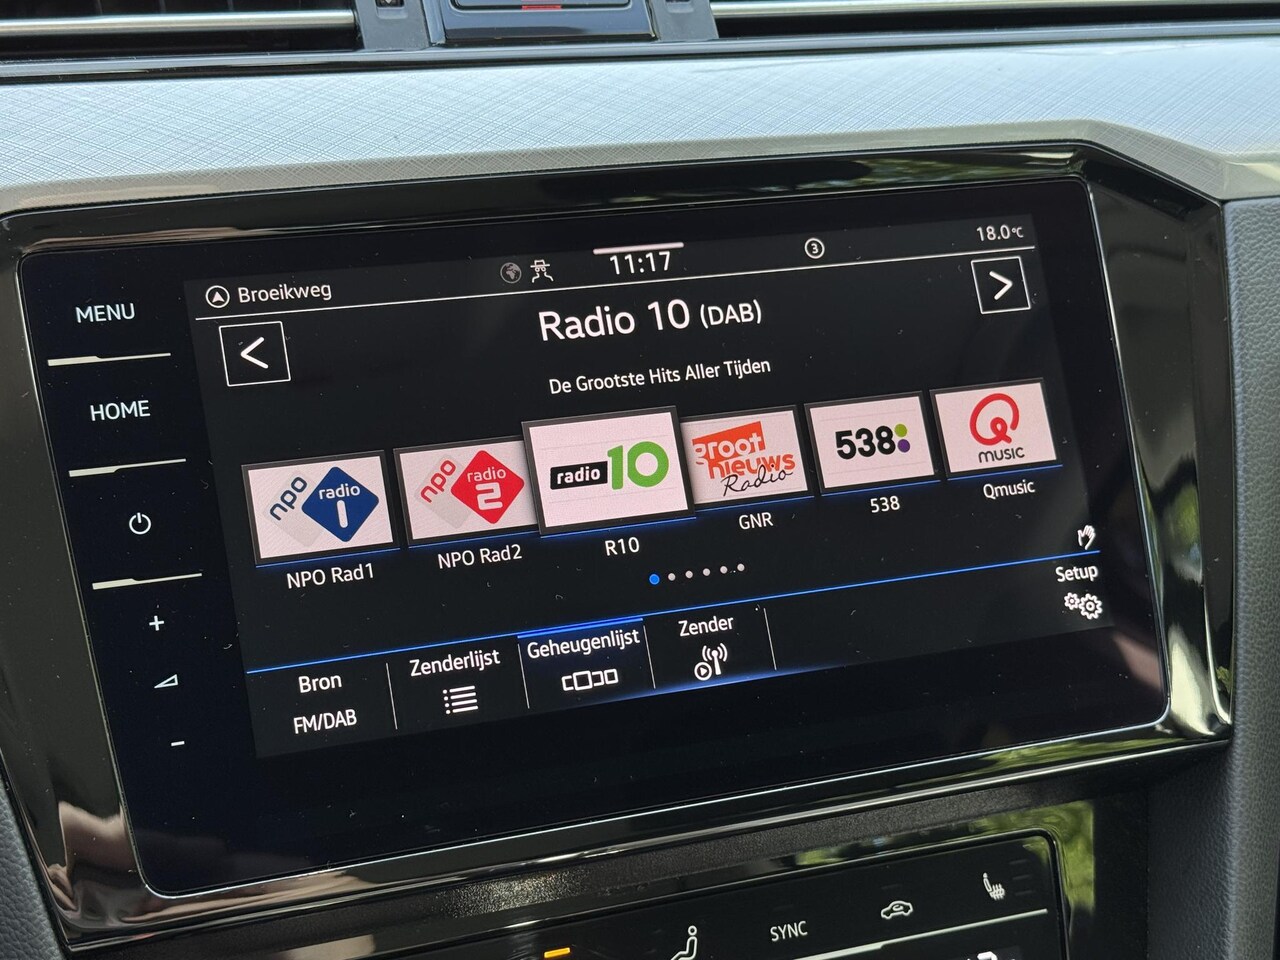 MENU
HOME
+
-
Broeikweg
11:17
3
18.0°C
<
>
Radio 10 (DAB)
De Grootste Hits Aller Tijden
npo radio 1
npo radio 2
radio 10
groot nieuws Radio
538
Q MUSIC
NPO Rad1
NPO Rad2
R10
GNR
538
Qmusic
Setup
Bron
FM/DAB
Zenderlijst
Geheugenlijst
Zender
SYNC